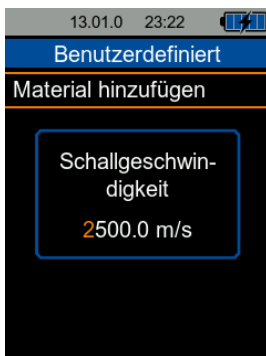 13.01.0 23:22
Benutzerdefiniert
Material hinzufügen
Schallgeschwin-
digkeit
2500.0 m/s